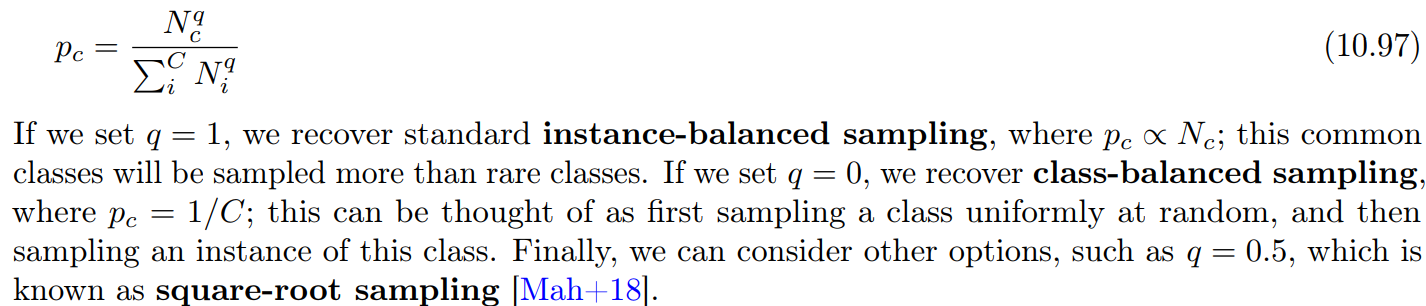 p_c = N_c^q / ∑_i^C N_i^q (10.97)
If we set q = 1, we recover standard instance-balanced sampling, where p_c ∝ N_c; this common
classes will be sampled more than rare classes. If we set q = 0, we recover class-balanced sampling,
where p_c = 1/C; this can be thought of as first sampling a class uniformly at random, and then
sampling an instance of this class. Finally, we can consider other options, such as q = 0.5, which is
known as square-root sampling [Mah+18].